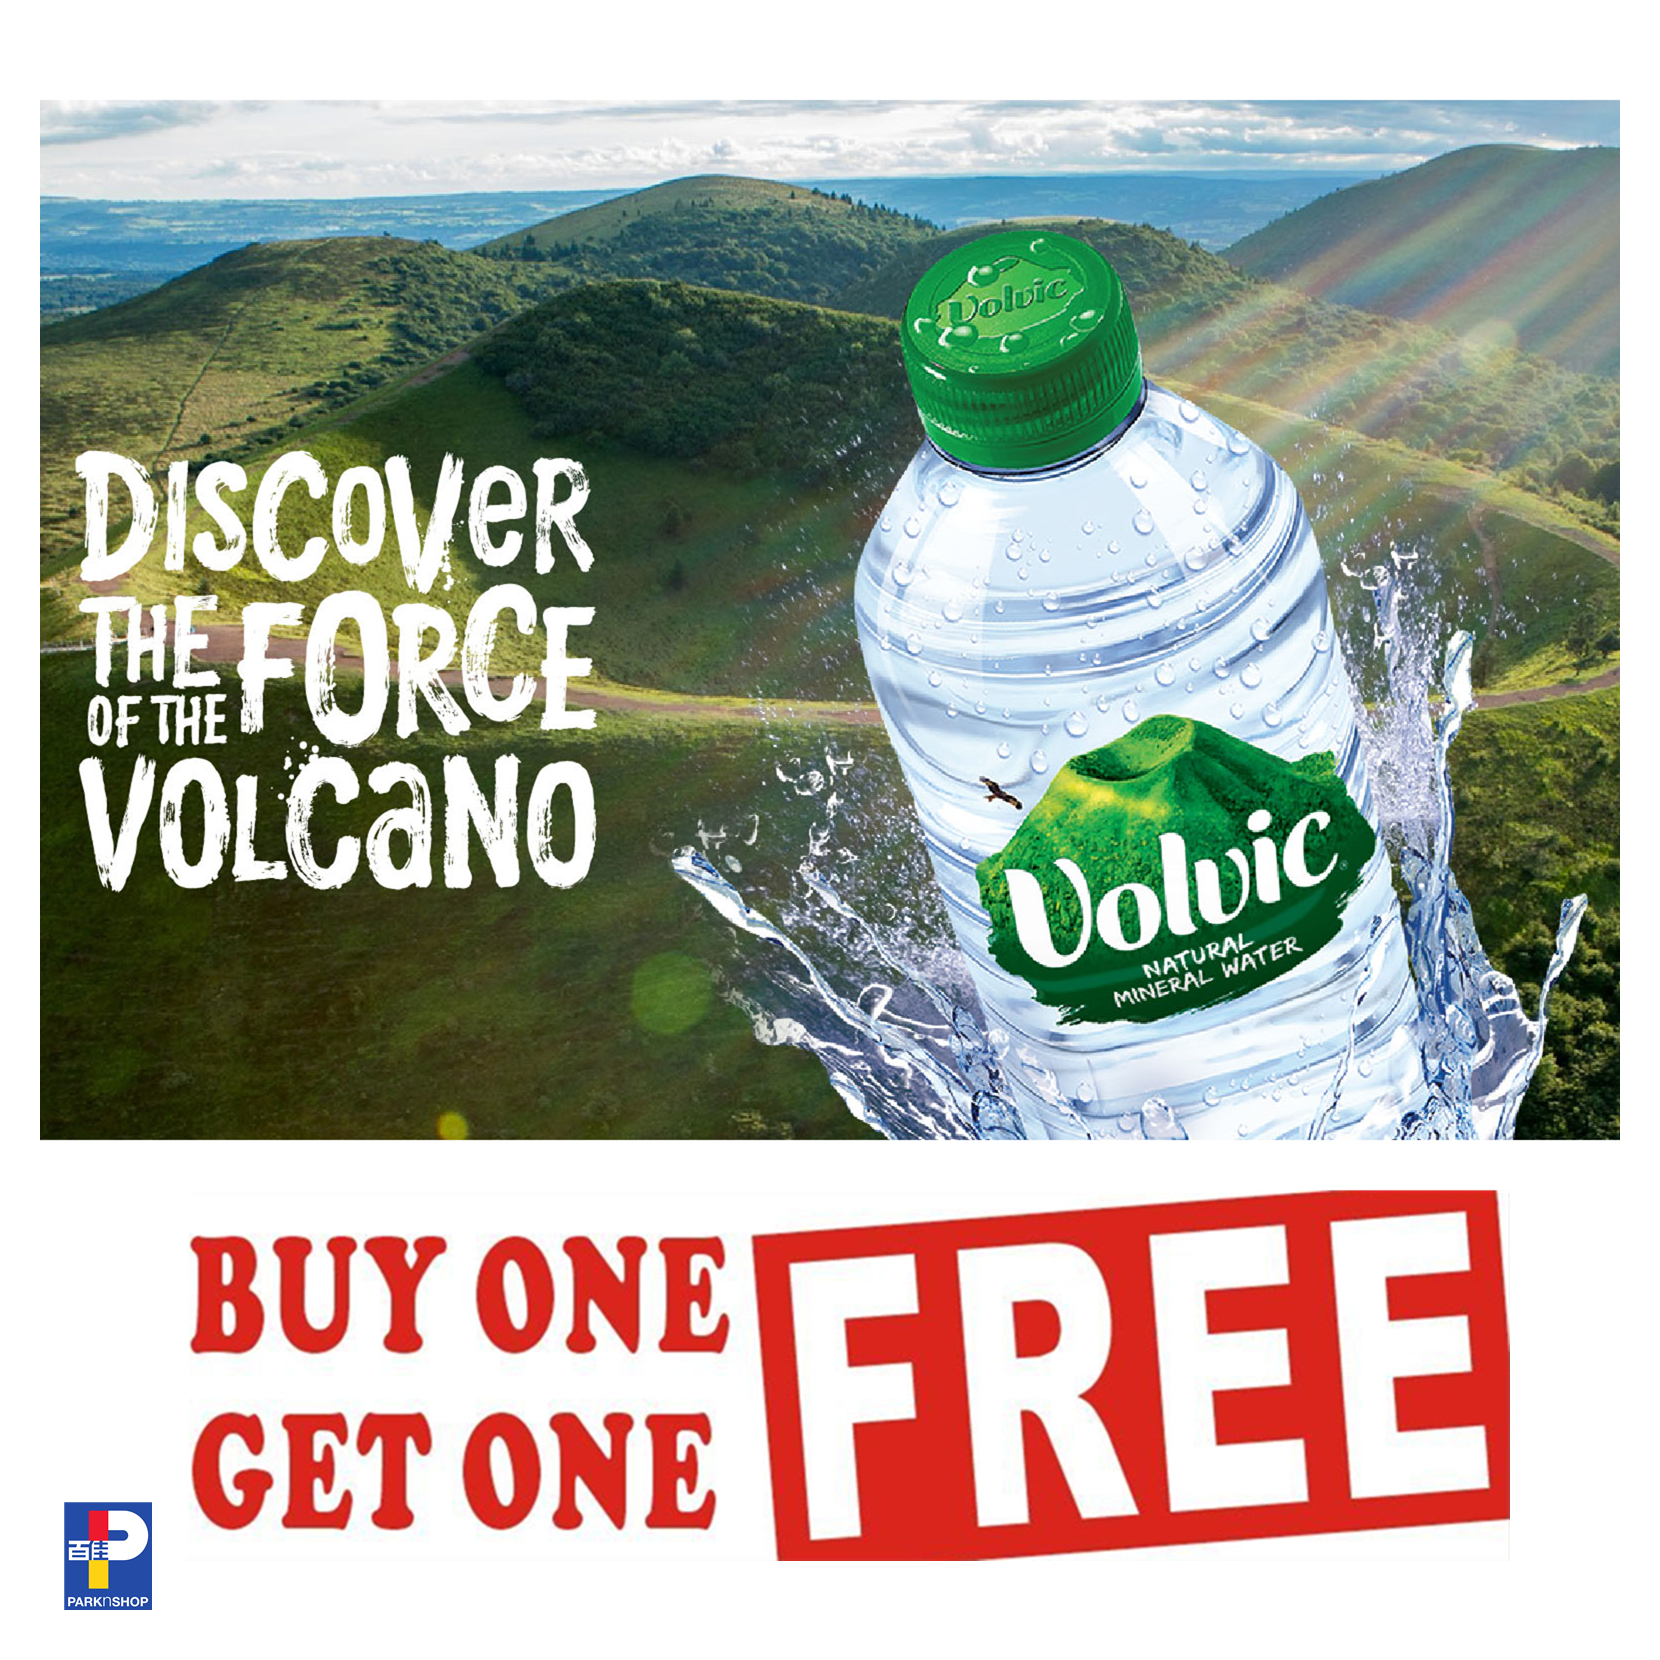 DISCOVER
THE FORCE
OF THE
VOLCANO
Volvic
Volvic
NATURAL
MINERAL WATER
BUY ONE
GET ONE
FREE
百佳
PARKnSHOP